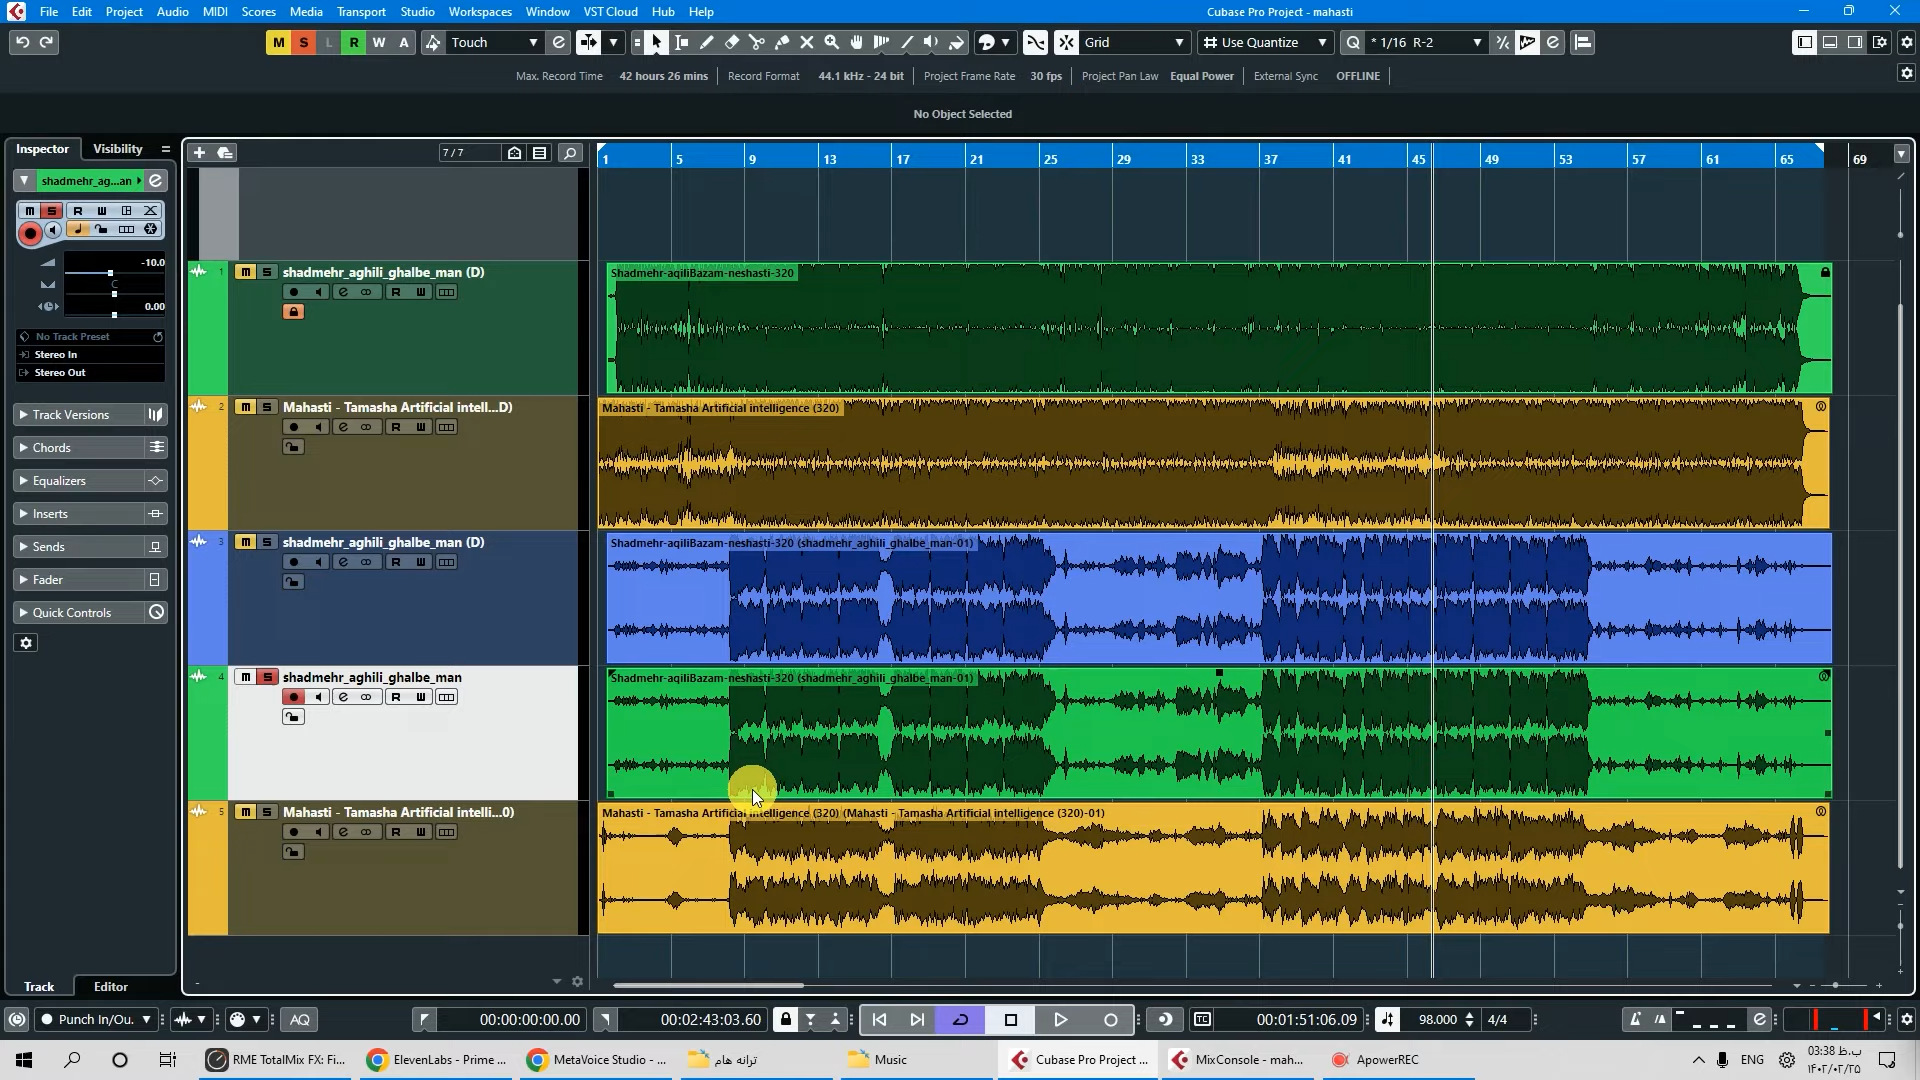 File Edit Project Audio MIDI Scores Media Transport Studio Workspaces Window VST Cloud Hub Help
Cubase Pro Project - mahasti
M S L R W A Touch Grid Use Quantize Q * 1/16 R-2
Max. Record Time 42 hours 26 mins Record Format 44.1 kHz - 24 bit Project Frame Rate 30 fps Project Pan Law Equal Power External Sync OFFLINE
No Object Selected
Inspector Visibility
7 / 7
1 5 9 13 17 21 25 29 33 37 41 45 49 53 57 61 65 69
shadmehr_ag...an
-10.0
C
0.00
No Track Preset
Stereo In
Stereo Out
Track Versions
Chords
Equalizers
Inserts
Sends
Fader
Quick Controls
1 m S shadmehr_aghili_ghalbe_man (D)
Shadmehr-aqiliBazam-neshasti-320
2 m S Mahasti - Tamasha Artificial intell...D)
Mahasti - Tamasha Artificial intelligence (320)
3 m S shadmehr_aghili_ghalbe_man (D)
Shadmehr-aqiliBazam-neshasti-320 (shadmehr_aghili_ghalbe_man-01)
4 m S shadmehr_aghili_ghalbe_man
Shadmehr-aqiliBazam-neshasti-320 (shadmehr_aghili_ghalbe_man-01)
5 m S Mahasti - Tamasha Artificial intelli...0)
Mahasti - Tamasha Artificial intelligence (320) (Mahasti - Tamasha Artificial intelligence (320)-01)
Track Editor
Punch In/Ou. AQ 00:00:00:00.00 00:02:43:03.60 00:01:51:06.09 98.000 4/4
RME TotalMix FX: Fi... ElevenLabs - Prime ... MetaVoice Studio - ... ترانه هام Music Cubase Pro Project ... MixConsole - mah... ApowerREC
ENG
03:38 ب.ظ
۱۴۰۲/۰۲/۲۵